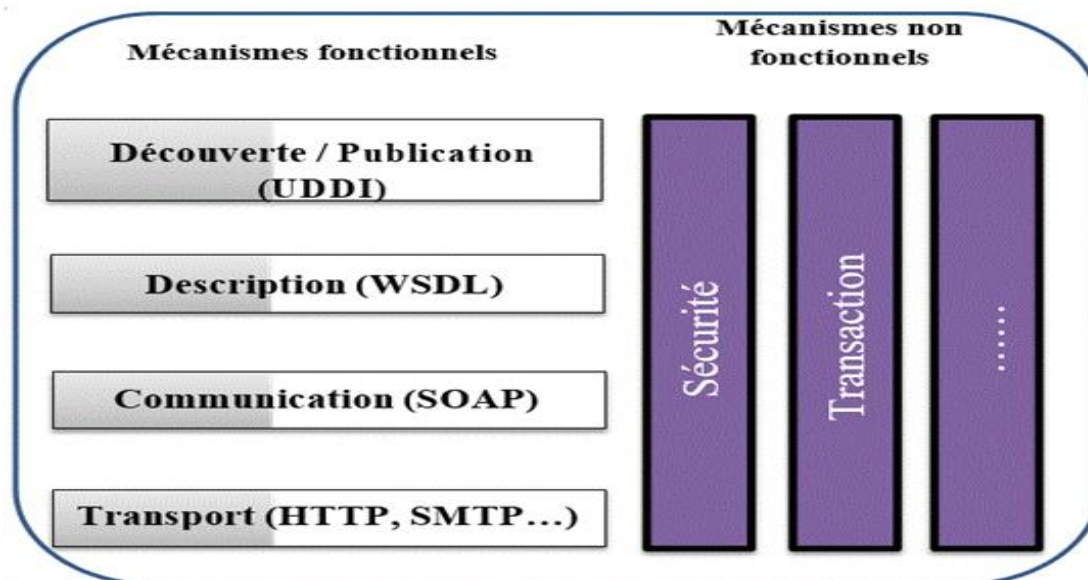 Mécanismes fonctionnels
Mécanismes non
fonctionnels
Découverte / Publication
(UDDI)
Description (WSDL)
Communication (SOAP)
Transport (HTTP, SMTP…)
Sécurité
Transaction
......